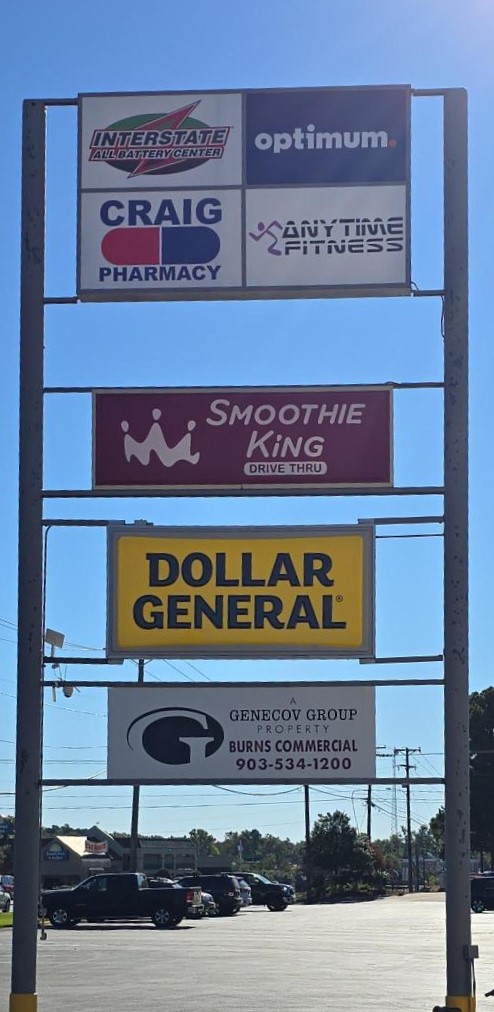 INTERSTATE
ALL BATTERY CENTER
optimum.
CRAIG
PHARMACY
ANYTIME
FITNESS
SMOOTHIE
KING
DRIVE THRU
DOLLAR
GENERAL®
A
GENECOV GROUP
PROPERTY
BURNS COMMERCIAL
903-534-1200